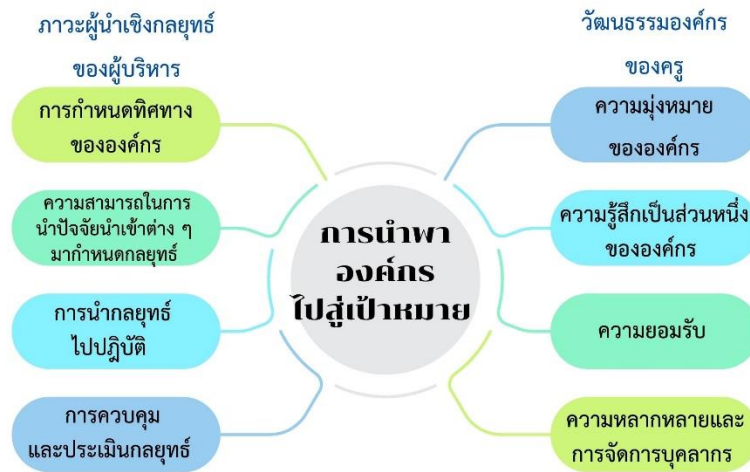 ภาวะผู้นำเชิงกลยุทธ์
ของผู้บริหาร
การกำหนดทิศทาง
ขององค์กร
ความสามารถในการ
นำปัจจัยนำเข้าต่าง ๆ
มากำหนดกลยุทธ์
การนำกลยุทธ์
ไปปฏิบัติ
การควบคุม
และประเมินกลยุทธ์
การนำพา
องค์กร
ไปสู่เป้าหมาย
วัฒนธรรมองค์กร
ของครู
ความมุ่งหมาย
ขององค์กร
ความรู้สึกเป็นส่วนหนึ่ง
ขององค์กร
ความยอมรับ
ความหลากหลายและ
การจัดการบุคลากร